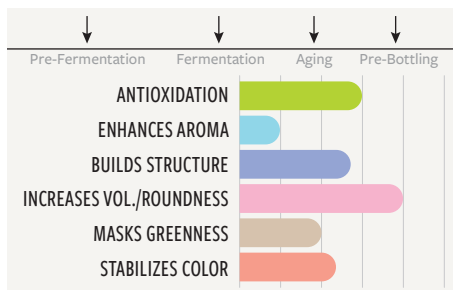 Pre-Fermentation Fermentation Aging Pre-Bottling
ANTIOXIDATION
ENHANCES AROMA
BUILDS STRUCTURE
INCREASES VOL./ROUNDNESS
MASKS GREENNESS
STABILIZES COLOR